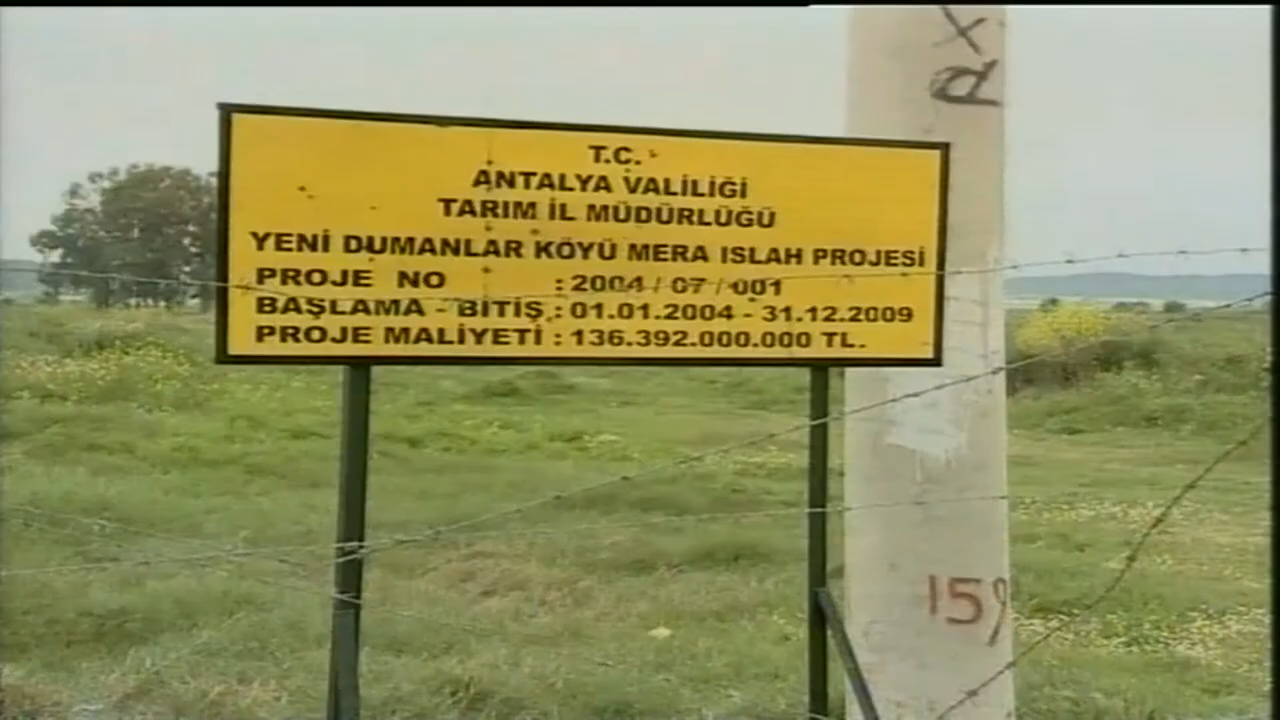 T.C.
ANTALYA VALİLİĞİ
TARIM İL MÜDÜRLÜĞÜ
YENİ DUMANLAR KÖYÜ MERA ISLAH PROJESİ
PROJE NO : 2004 / 07 / 001
BAŞLAMA - BİTİŞ : 01.01.2004 - 31.12.2009
PROJE MALİYETİ : 136.392.000.000 TL.